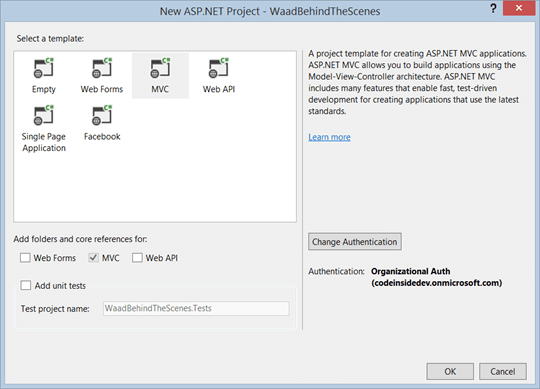 New ASP.NET Project - WaadBehindTheScenes
? ×
Select a template:
Empty
Web Forms
MVC
Web API
Single Page
Application
Facebook
A project template for creating ASP.NET MVC applications.
ASP.NET MVC allows you to build applications using the
Model-View-Controller architecture. ASP.NET MVC
includes many features that enable fast, test-driven
development for creating applications that use the latest
standards.
Learn more
Change Authentication
Authentication: Organizational Auth
(codeinsidedev.onmicrosoft.com)
Add folders and core references for:
Web Forms
MVC
Web API
Add unit tests
Test project name: WaadBehindTheScenes.Tests
OK
Cancel